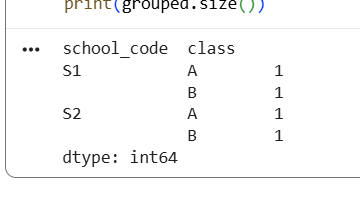 print(grouped.size())
••• school_code  class
S1           A        1
             B        1
S2           A        1
             B        1
dtype: int64